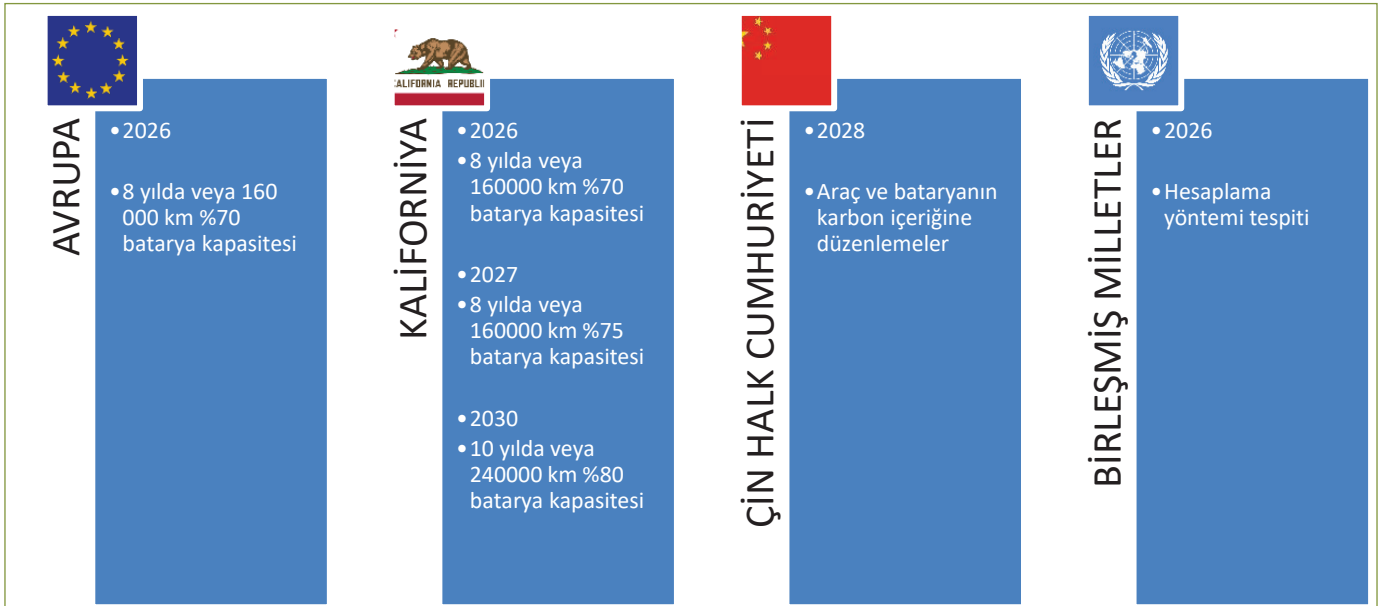 AVRUPA
•2026
•8 yılda veya 160
000 km %70
batarya kapasitesi
CALIFORNIA REPUBLI
KALİFORNİYA
•2026
•8 yılda veya
160000 km %70
batarya kapasitesi
•2027
•8 yılda veya
160000 km %75
batarya kapasitesi
•2030
•10 yılda veya
240000 km %80
batarya kapasitesi
ÇİN HALK CUMHURİYETİ
•2028
•Araç ve bataryanın
karbon içeriğine
düzenlemeler
BİRLEŞMİŞ MİLLETLER
•2026
•Hesaplama
yöntemi tespiti